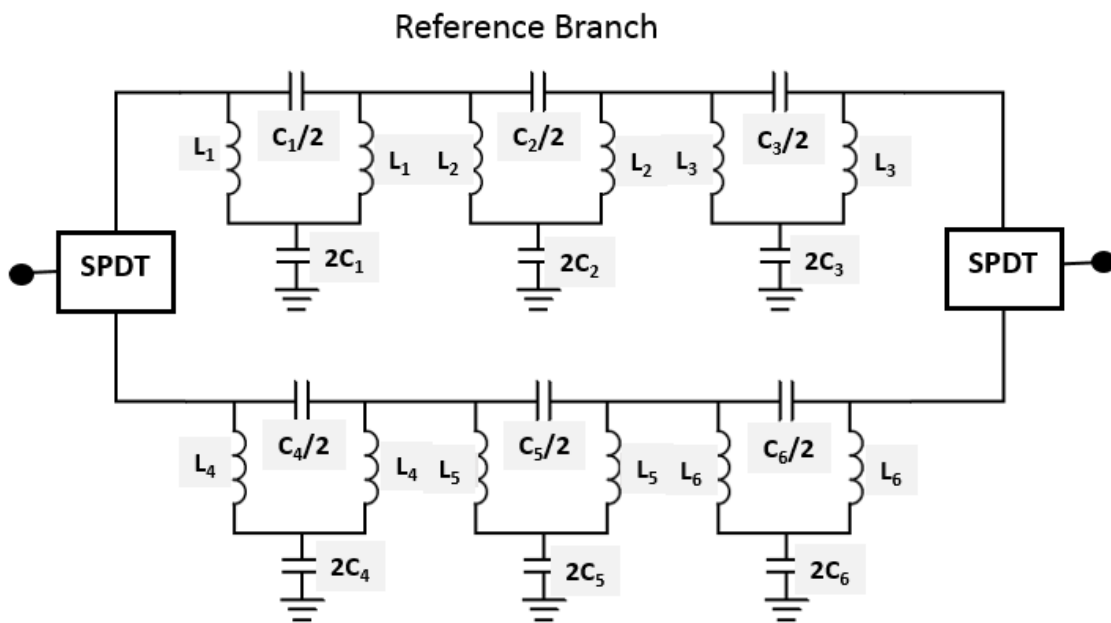 Reference Branch
L₁ C₁/2 L₁ L₂ C₂/2 L₂ L₃ C₃/2 L₃
2C₁ 2C₂ 2C₃
SPDT SPDT
L₄ C₄/2 L₄ L₅ C₅/2 L₅ L₆ C₆/2 L₆
2C₄ 2C₅ 2C₆